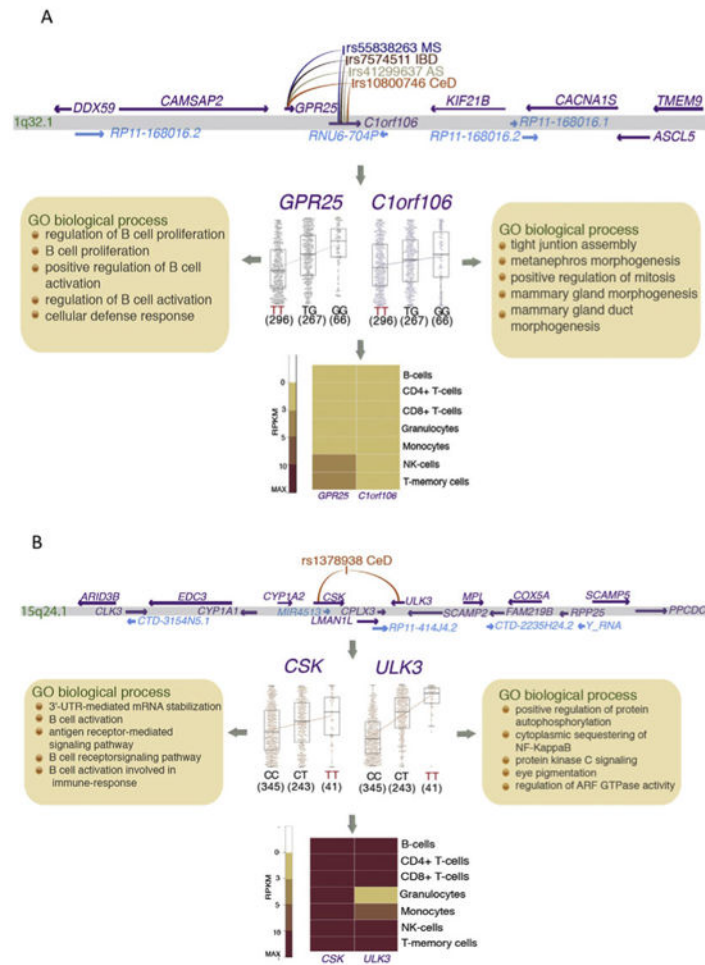 A
rs55838263 MS
rs7574511 IBD
rs41299637 AS
rs10800746 CeD
DDX59 CAMSAP2 GPR25 KIF21B CACNA1S TMEM9
1q32.1 C1orf106
RP11-168016.2 RNU6-704P RP11-168016.2 RP11-168016.1 ASCL5
GO biological process
regulation of B cell proliferation
B cell proliferation
positive regulation of B cell
activation
regulation of B cell activation
cellular defense response
GPR25 C1orf106
TT TG GG TT TG GG
(296) (267) (66) (296) (267) (66)
GO biological process
tight juntion assembly
metanephros morphogenesis
positive regulation of mitosis
mammary gland morphogenesis
mammary gland duct
morphogenesis
RPKM
0
3
5
10
MAX
B-cells
CD4+ T-cells
CD8+ T-cells
Granulocytes
Monocytes
NK-cells
T-memory cells
GPR25 C1orf106
B
rs1378938 CeD
ARID3B EDC3 CYP1A2 CSK ULK3 MPI COX5A SCAMP5
15q24.1 CLK3 CYP1A1 MIR4513 CPLX3 SCAMP2 FAM219B RPP25 PPCDC
CTD-3154N5.1 LMAN1L RP11-414J4.2 CTD-2235H24.2 Y_RNA
GO biological process
3'-UTR-mediated mRNA stabilization
B cell activation
antigen receptor-mediated
signaling pathway
B cell receptorsignaling pathway
B cell activation involved in
immune-response
CSK ULK3
CC CT TT CC CT TT
(345) (243) (41) (345) (243) (41)
GO biological process
positive regulation of protein
autophosphorylation
cytoplasmic sequestering of
NF-KappaB
protein kinase C signaling
eye pigmentation
regulation of ARF GTPase activity
RPKM
0
3
5
10
MAX
B-cells
CD4+ T-cells
CD8+ T-cells
Granulocytes
Monocytes
NK-cells
T-memory cells
CSK ULK3